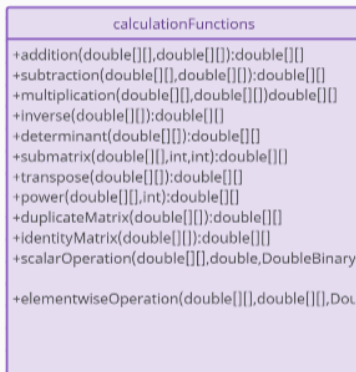 calculationFunctions
+addition(double[][],double[][]):double[][]
+subtraction(double[][],double[][]):double[][]
+multiplication(double[][],double[][])double[][]
+inverse(double[][]):double[][]
+determinant(double[][]):double[][]
+submatrix(double[][],int,int):double[][]
+transpose(double[][]):double[][]
+power(double[][],int):double[][]
+duplicateMatrix(double[][]):double[][]
+identityMatrix(double[][]):double[][]
+scalarOperation(double[][],double,DoubleBinary
+elementwiseOperation(double[][],double[][],Dou